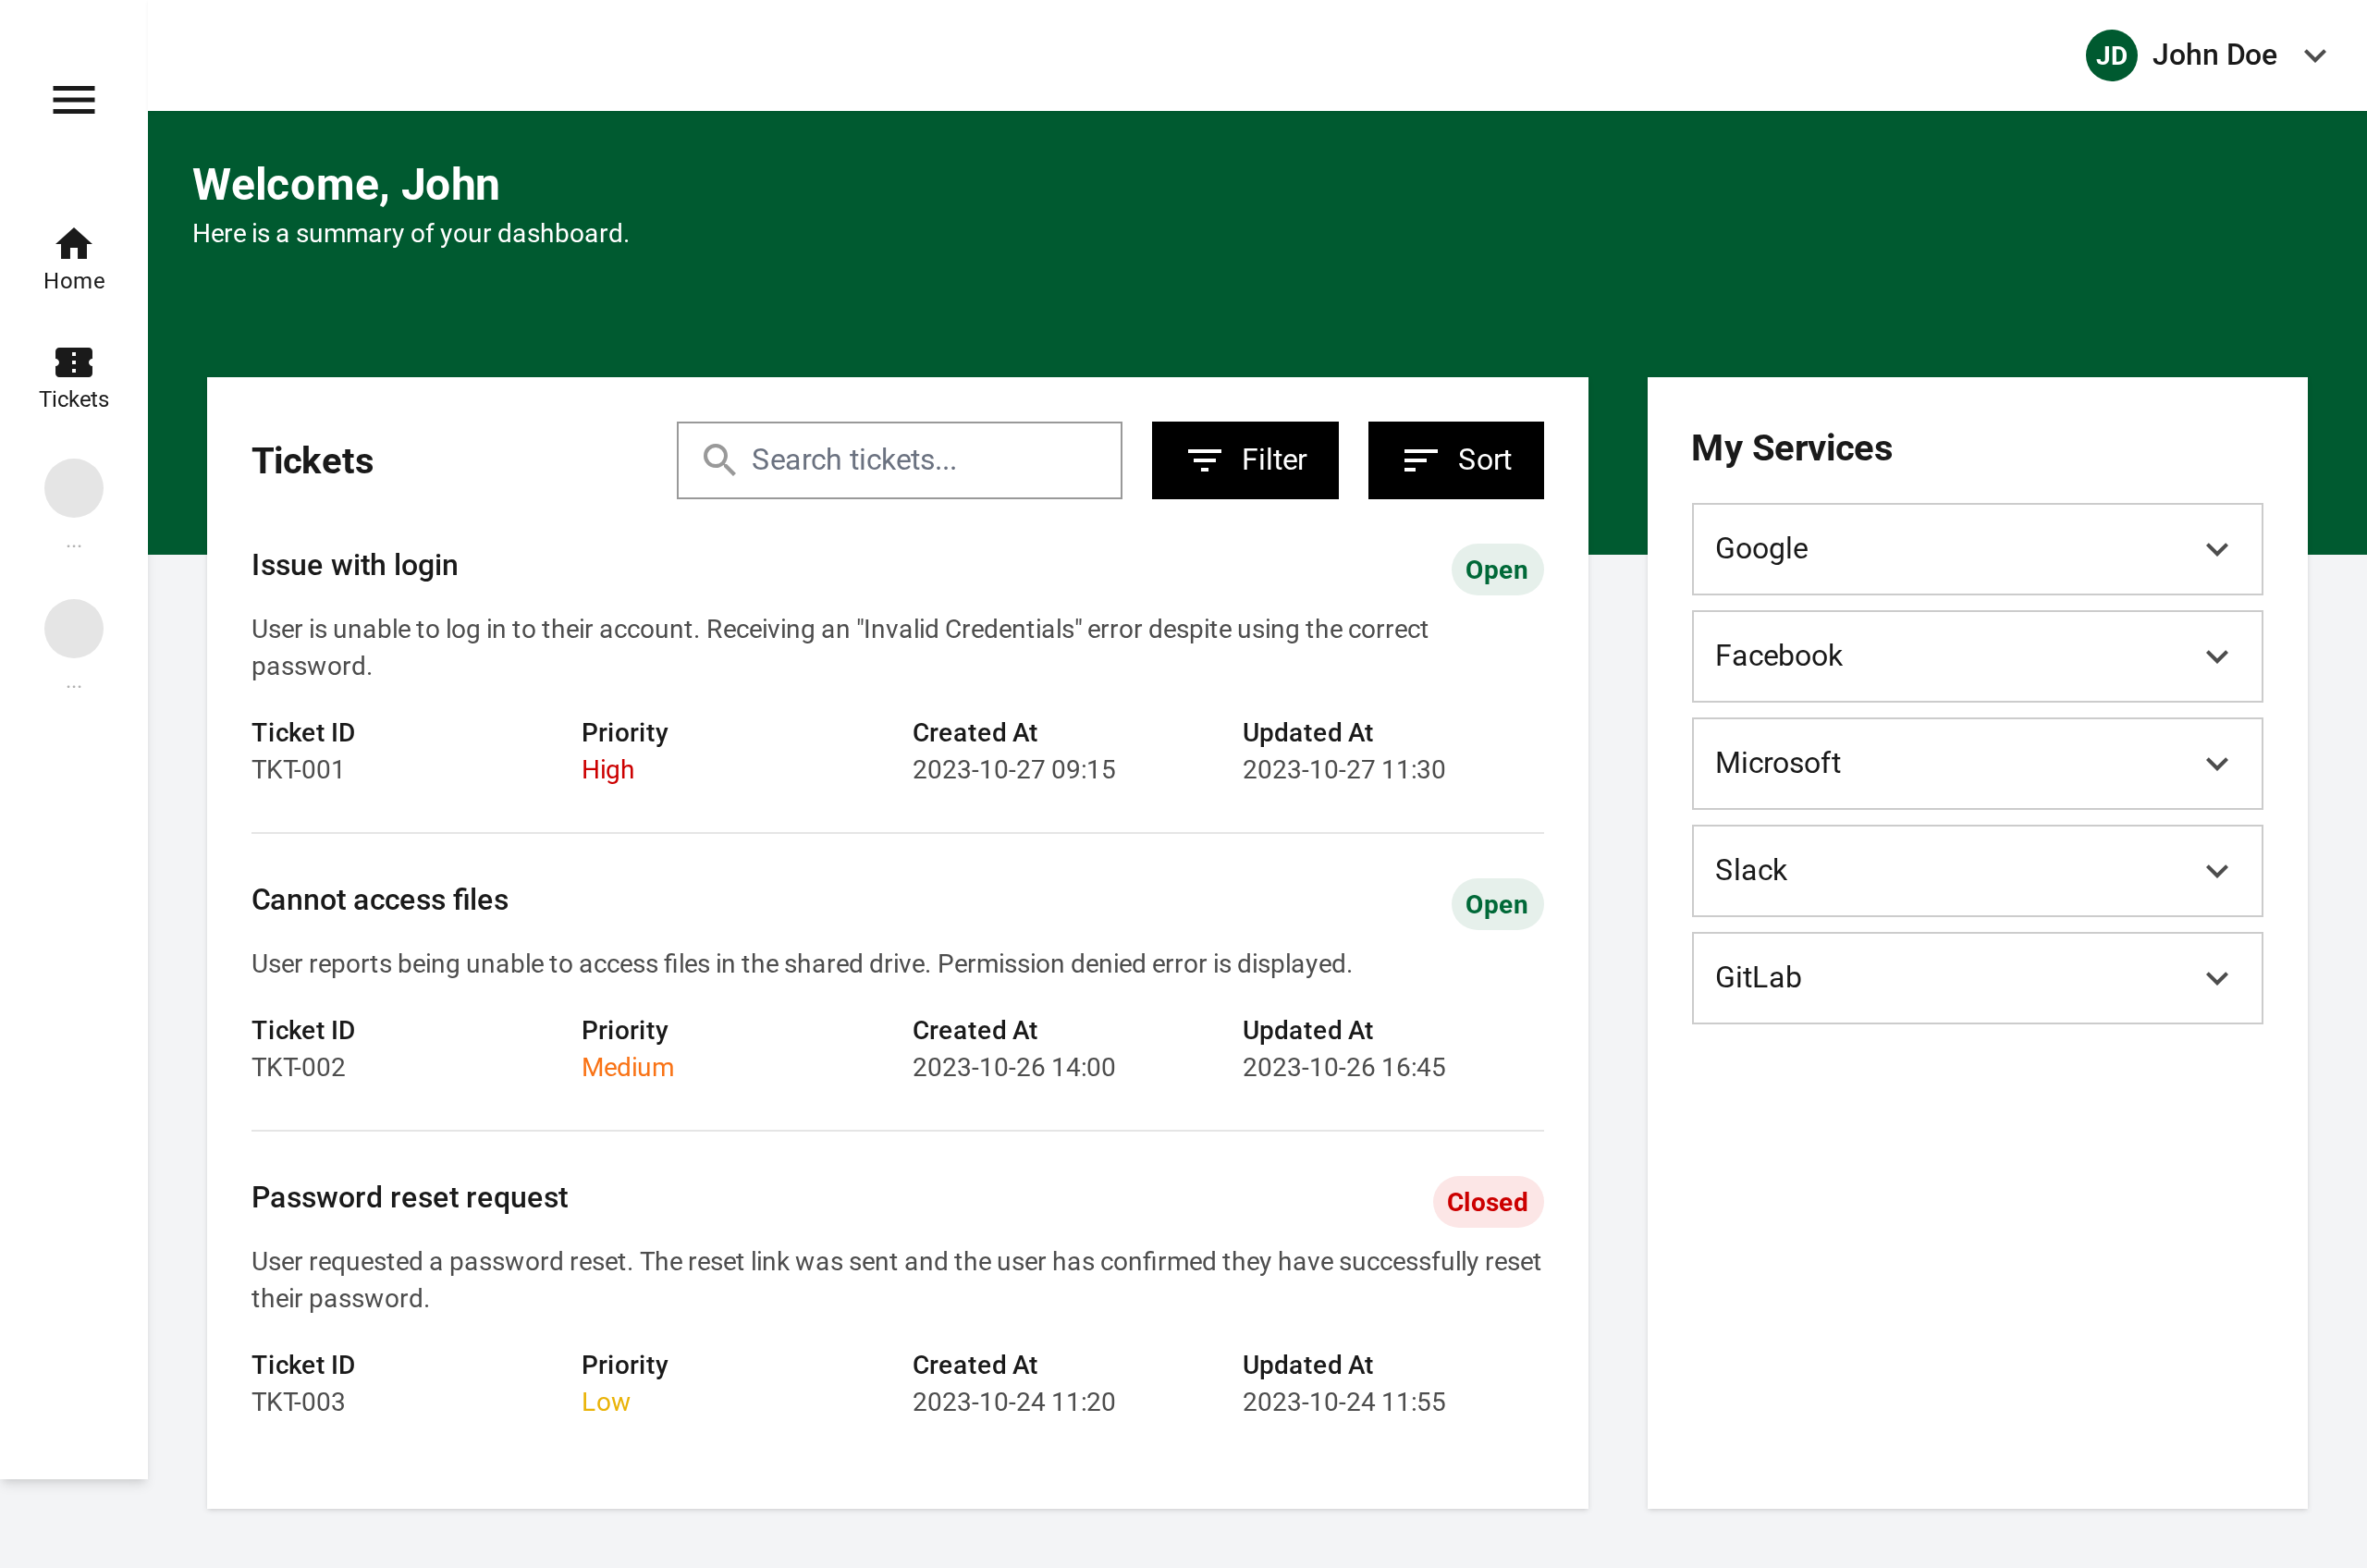 JD John Doe
Welcome, John
Here is a summary of your dashboard.
Home
Tickets
...
...
Tickets
Search tickets...
Filter
Sort
Issue with login
Open
User is unable to log in to their account. Receiving an "Invalid Credentials" error despite using the correct
password.
Ticket ID Priority Created At Updated At
TKT-001 High 2023-10-27 09:15 2023-10-27 11:30
Cannot access files
Open
User reports being unable to access files in the shared drive. Permission denied error is displayed.
Ticket ID Priority Created At Updated At
TKT-002 Medium 2023-10-26 14:00 2023-10-26 16:45
Password reset request
Closed
User requested a password reset. The reset link was sent and the user has confirmed they have successfully reset
their password.
Ticket ID Priority Created At Updated At
TKT-003 Low 2023-10-24 11:20 2023-10-24 11:55
My Services
Google
Facebook
Microsoft
Slack
GitLab